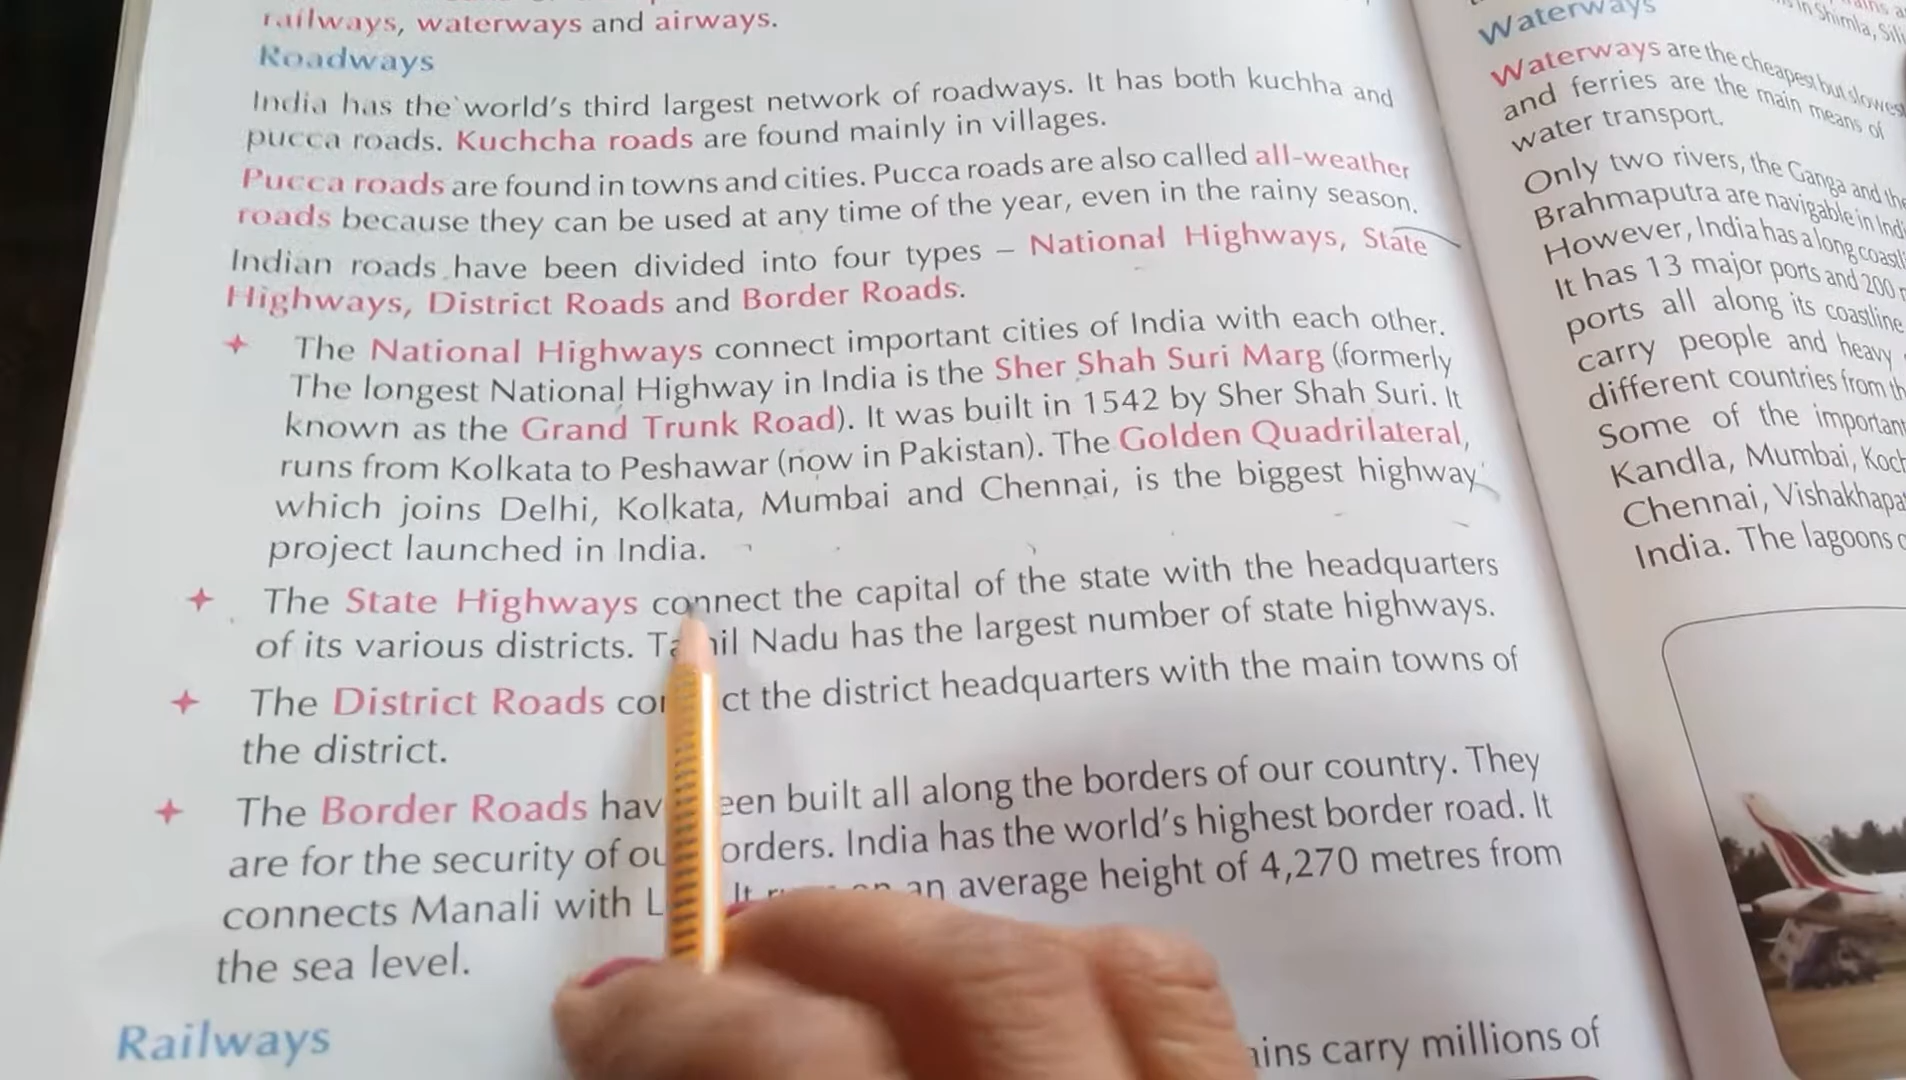 railways, waterways and airways.
Roadways
India has the world's third largest network of roadways. It has both kuchha and
pucca roads. Kuchcha roads are found mainly in villages.
Pucca roads are found in towns and cities. Pucca roads are also called all-weather
roads because they can be used at any time of the year, even in the rainy season.
Indian roads have been divided into four types – National Highways, State
Highways, District Roads and Border Roads.
The National Highways connect important cities of India with each other.
The longest National Highway in India is the Sher Shah Suri Marg (formerly
known as the Grand Trunk Road). It was built in 1542 by Sher Shah Suri. It
runs from Kolkata to Peshawar (now in Pakistan). The Golden Quadrilateral,
which joins Delhi, Kolkata, Mumbai and Chennai, is the biggest highway
project launched in India.
The State Highways connect the capital of the state with the headquarters
of its various districts. Tamil Nadu has the largest number of state highways.
The District Roads connect the district headquarters with the main towns of
the district.
The Border Roads have been built all along the borders of our country. They
are for the security of our borders. India has the world's highest border road. It
connects Manali with an average height of 4,270 metres from
the sea level.
Railways
carry millions of
Waterways
in Shimla,
Waterways are the cheapest but slowest
and ferries are the main means of
water transport.
Only two rivers, the Ganga and the
Brahmaputra are navigable in
However, India has a long
It has 13 major ports and 200
ports all along its coastline
carry people and heavy
different countries from
Some of the important
Kandla, Mumbai,
Chennai,
India. The lagoons